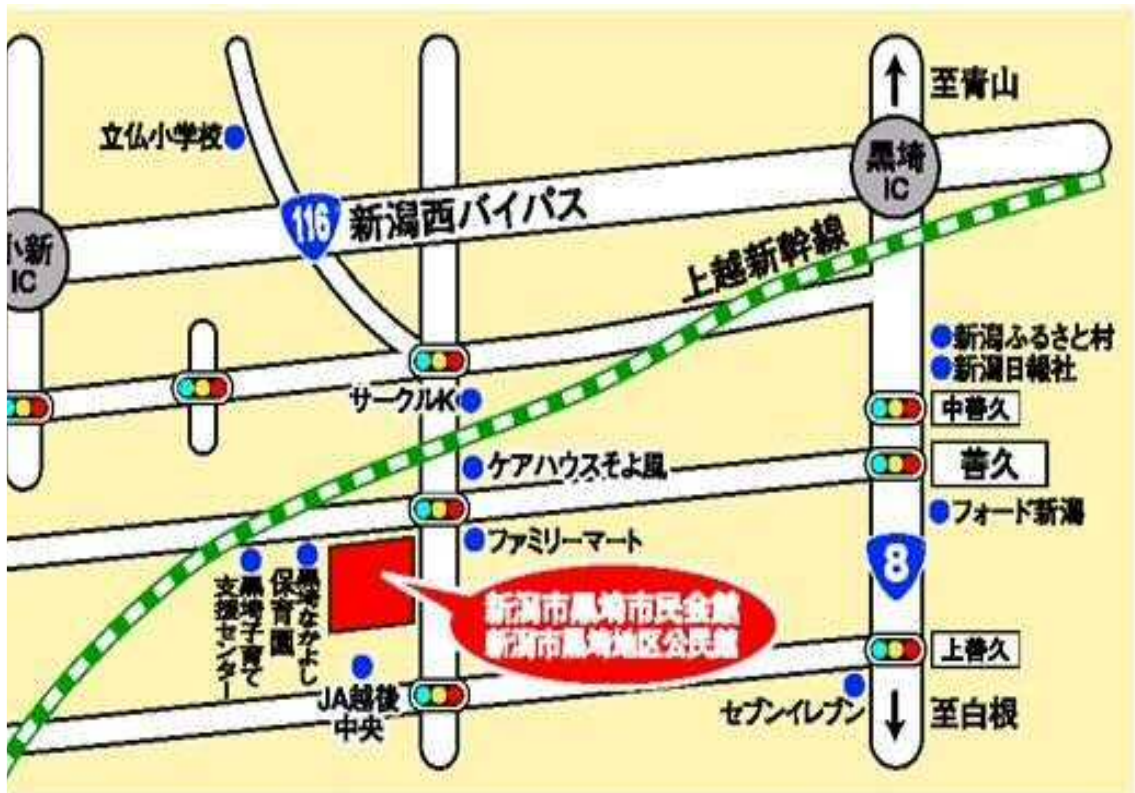 至青山
黒埼
IC
立仏小学校
116
新潟西バイパス
小新
IC
上越新幹線
新潟ふるさと村
新潟日報社
サークルK
中善久
善久
ケアハウスそよ風
フォード新潟
ファミリーマート
黒埼なかよし
保育園
黒埼子育て
支援センター
新潟市黒埼市民会館
新潟市黒埼地区公民館
8
上善久
JA越後
中央
セブンイレブン
至白根